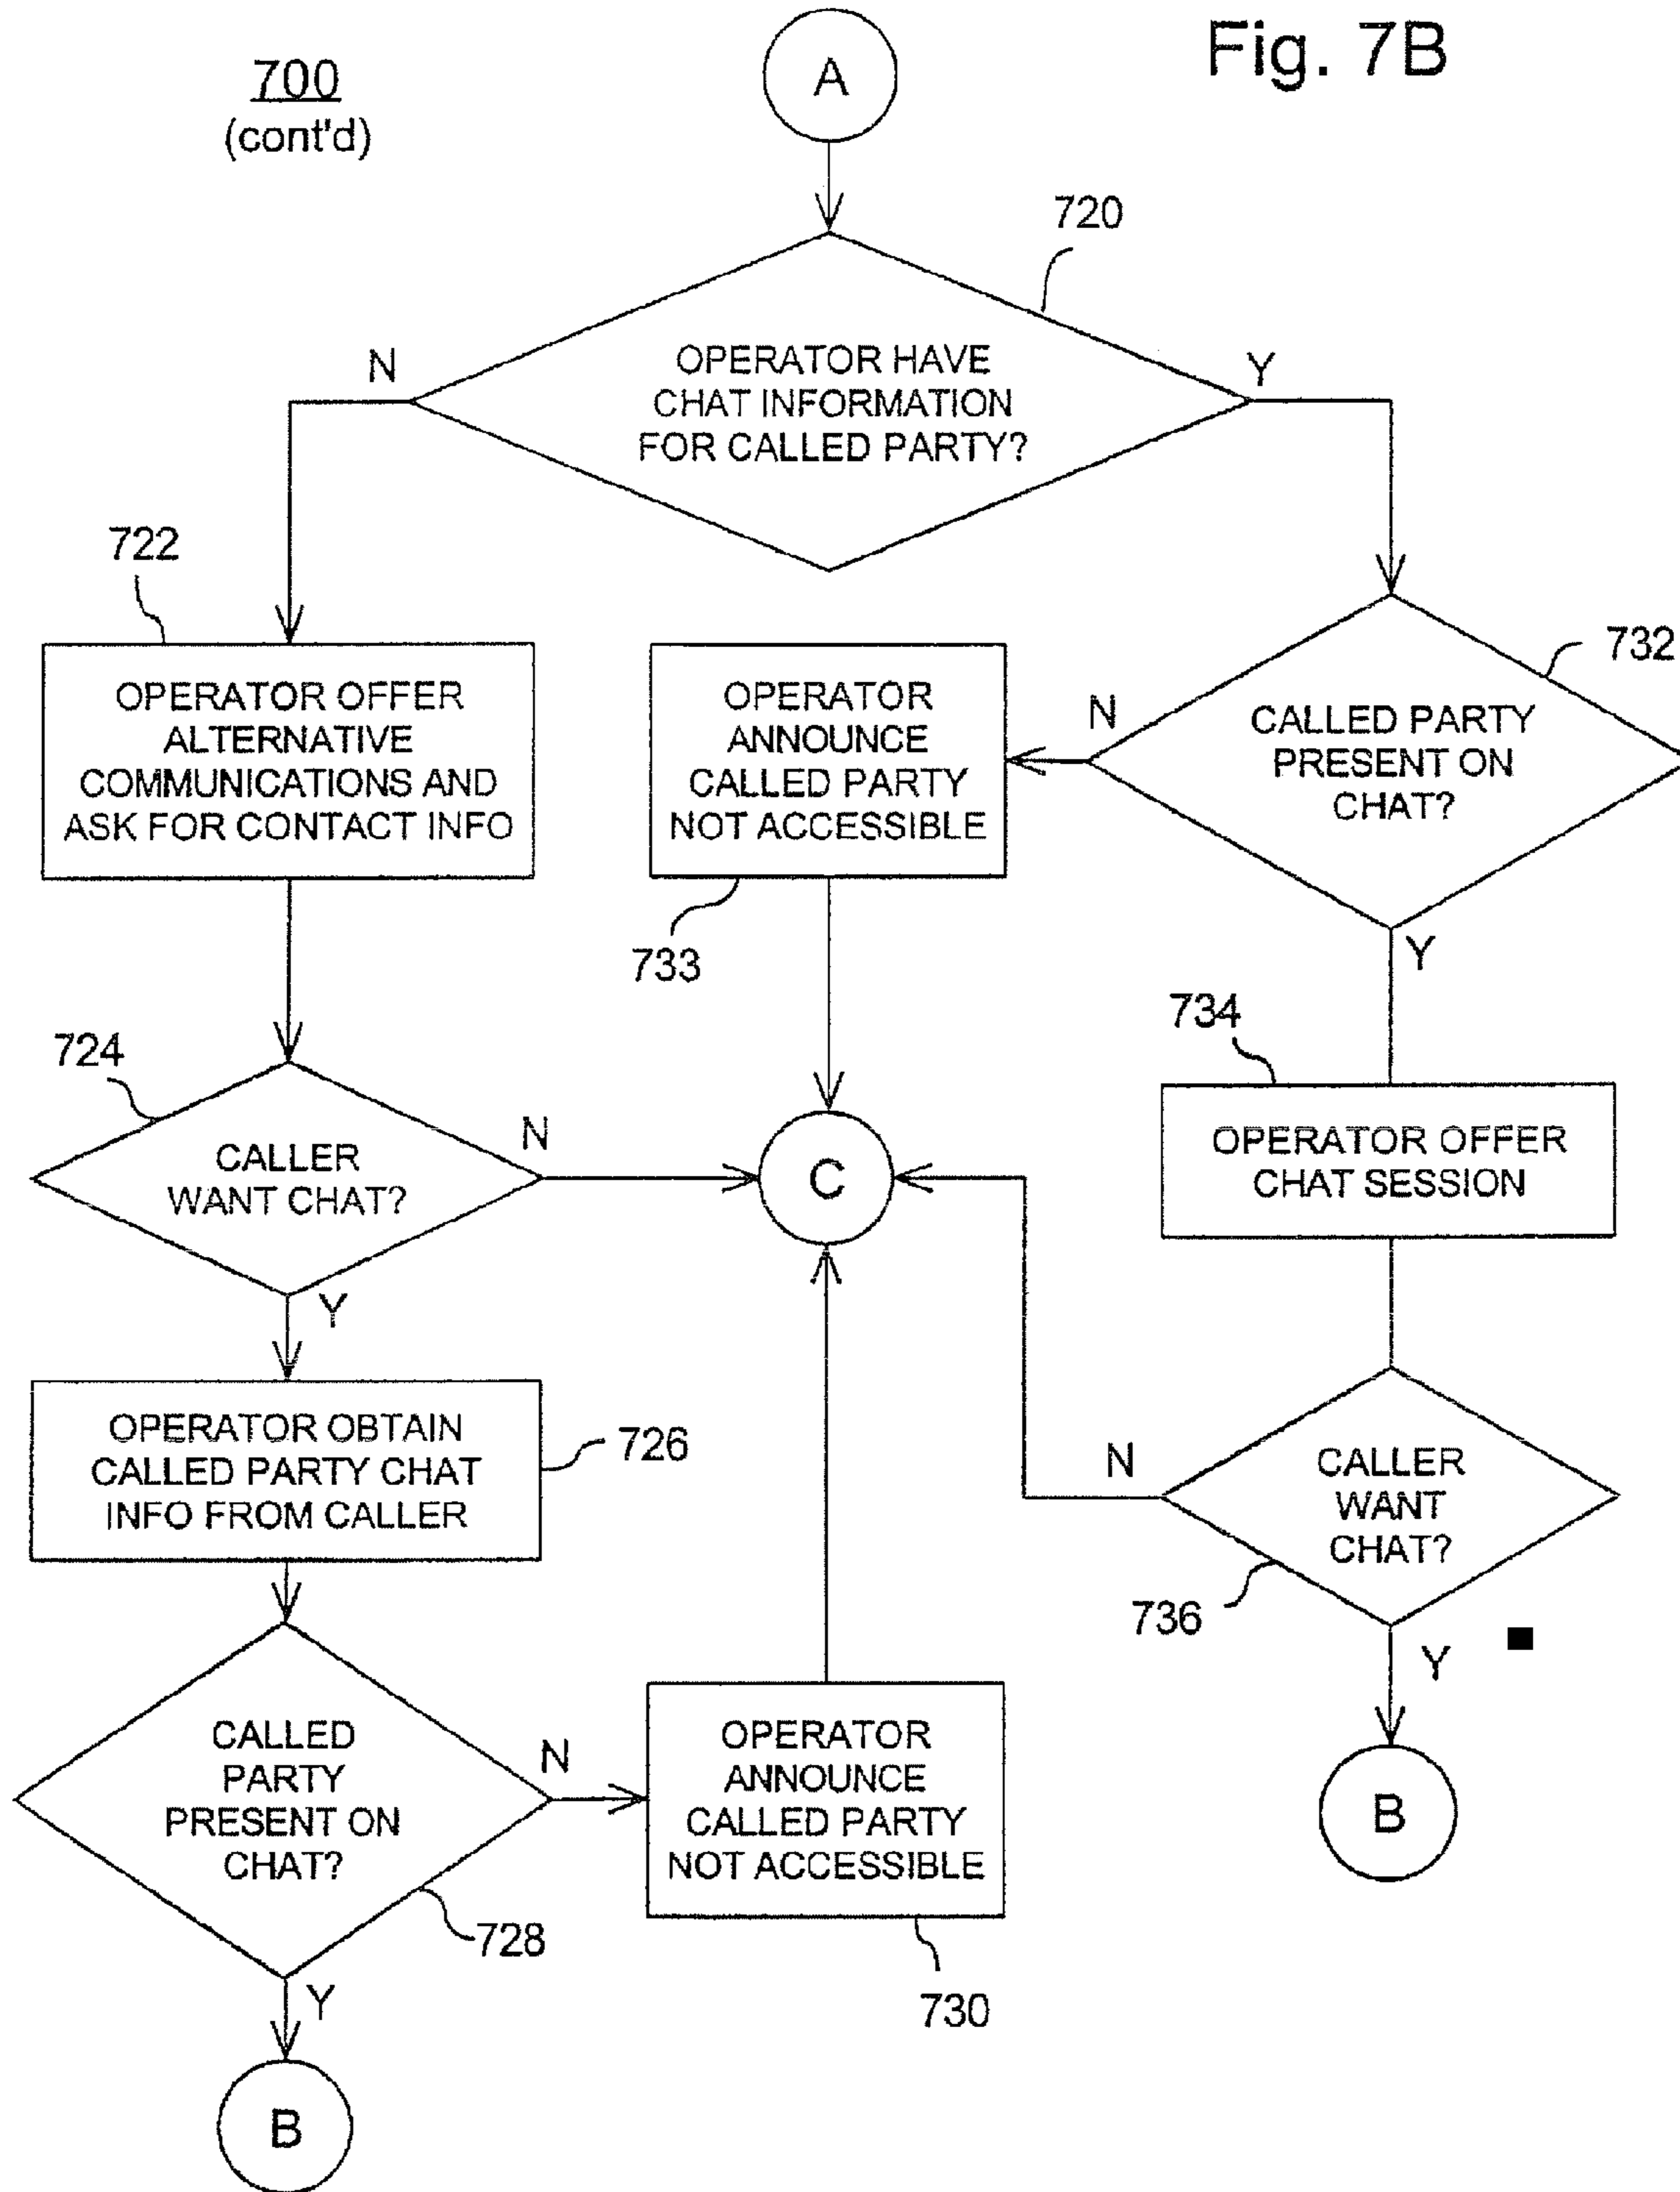 Fig. 7B
700
(cont'd)
A
720
OPERATOR HAVE
CHAT INFORMATION
FOR CALLED PARTY?
N
Y
722
OPERATOR OFFER
ALTERNATIVE
COMMUNICATIONS AND
ASK FOR CONTACT INFO
OPERATOR
ANNOUNCE
CALLED PARTY
NOT ACCESSIBLE
733
N
732
CALLED PARTY
PRESENT ON
CHAT?
Y
724
CALLER
WANT CHAT?
N
Y
C
734
OPERATOR OFFER
CHAT SESSION
OPERATOR OBTAIN
CALLED PARTY CHAT
INFO FROM CALLER
726
N
CALLER
WANT
CHAT?
736
Y
B
CALLED
PARTY
PRESENT ON
CHAT?
728
N
OPERATOR
ANNOUNCE
CALLED PARTY
NOT ACCESSIBLE
730
Y
B